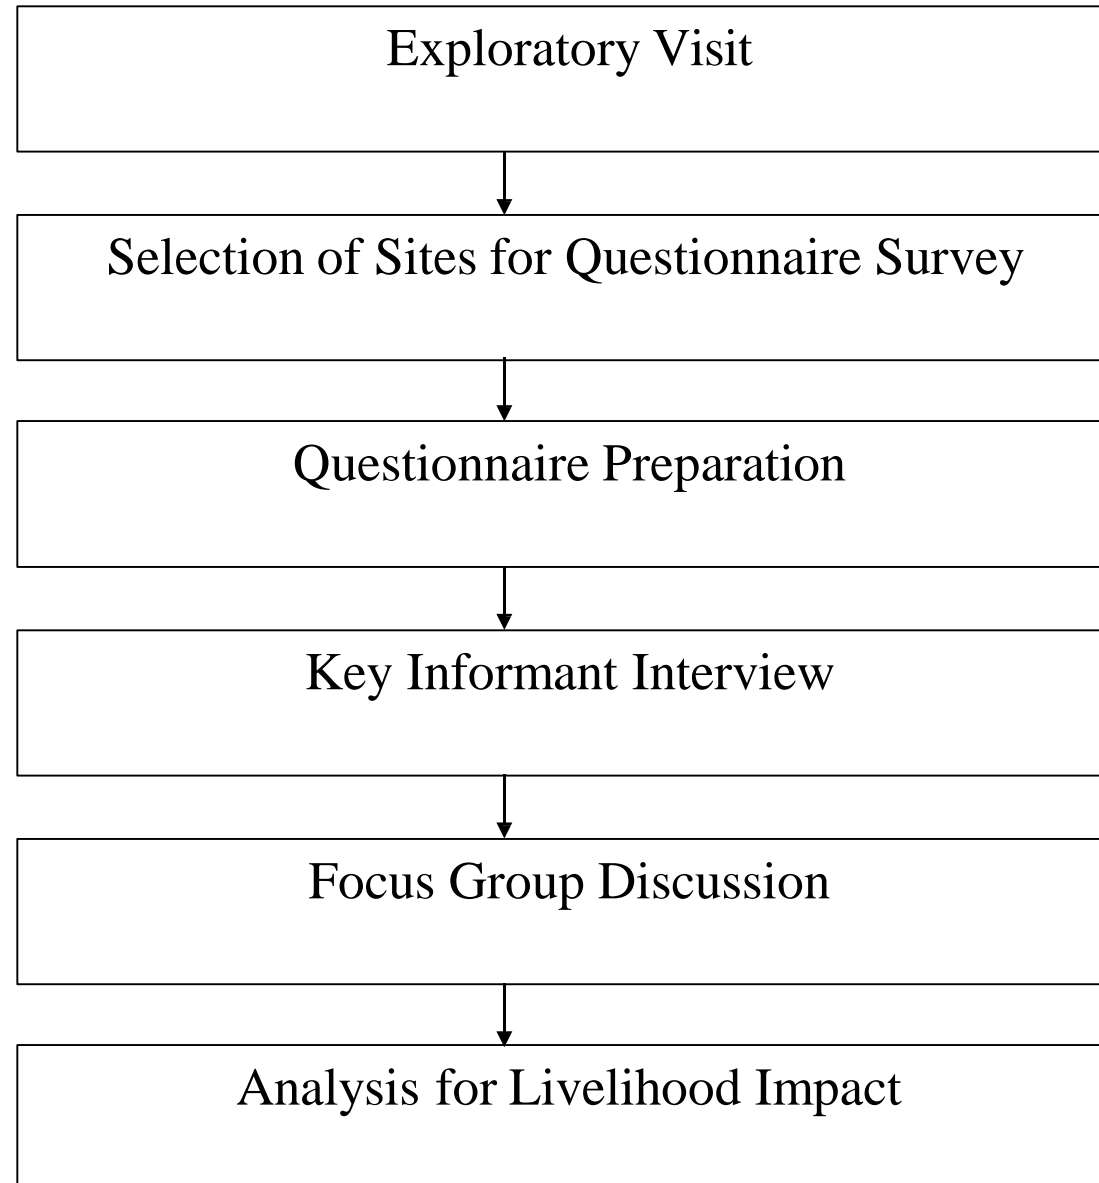 Exploratory Visit
Selection of Sites for Questionnaire Survey
Questionnaire Preparation
Key Informant Interview
Focus Group Discussion
Analysis for Livelihood Impact